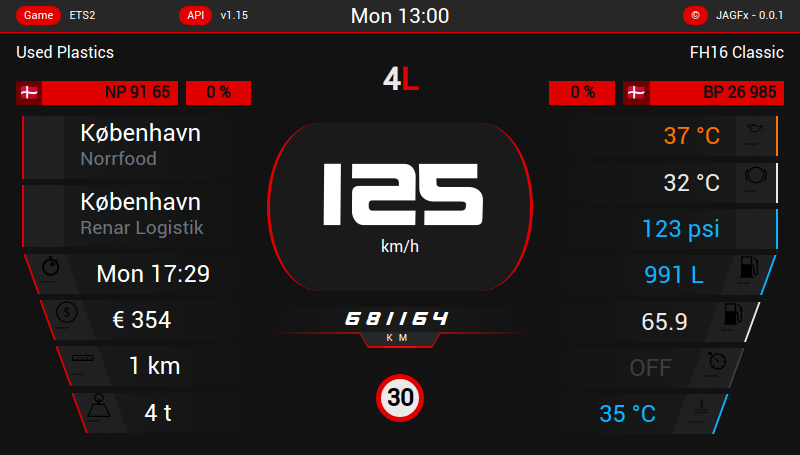 Game ETS2 API v1.15 Mon 13:00 © JAGFx - 0.0.1
Used Plastics
FH16 Classic
4L
NP 91 65 0 %
0 % BP 26 985
København
Norrfood
København
Renar Logistik
Mon 17:29
€ 354
1 km
4 t
125
km/h
681164
KM
30
37 °C
32 °C
123 psi
991 L
65.9
OFF
35 °C